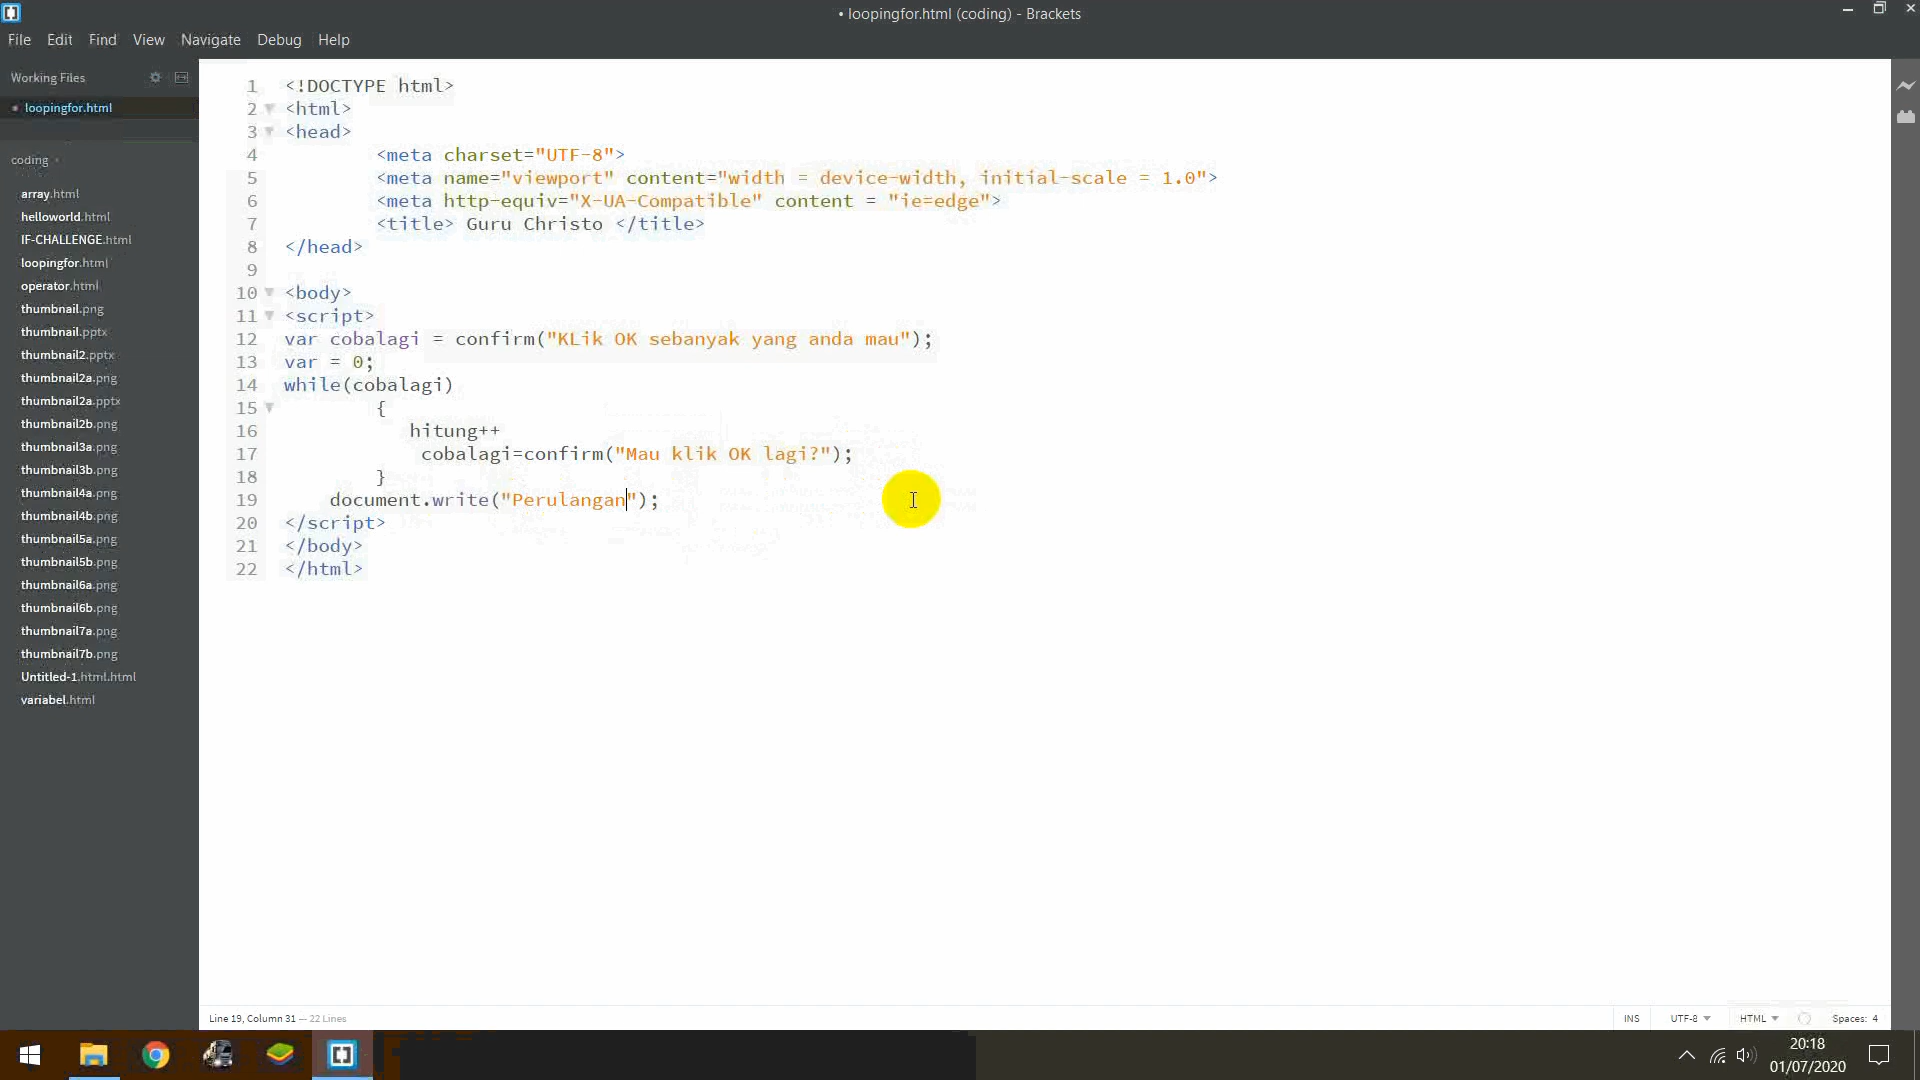 • loopingfor.html (coding) - Brackets
File Edit Find View Navigate Debug Help
Working Files
loopingfor.html
coding
array.html
helloworld.html
IF-CHALLENGE.html
loopingfor.html
operator.html
thumbnail.png
thumbnail.pptx
thumbnail2.pptx
thumbnail2a.png
thumbnail2a.pptx
thumbnail2b.png
thumbnail3a.png
thumbnail3b.png
thumbnail4a.png
thumbnail4b.png
thumbnail5a.png
thumbnail5b.png
thumbnail6a.png
thumbnail6b.png
thumbnail7a.png
thumbnail7b.png
Untitled-1.html.html
variabel.html
1 <!DOCTYPE html>
2 <html>
3 <head>
4 <meta charset="UTF-8">
5 <meta name="viewport" content="width = device-width, initial-scale = 1.0">
6 <meta http-equiv="X-UA-Compatible" content = "ie=edge">
7 <title> Guru Christo </title>
8 </head>
9
10 <body>
11 <script>
12 var cobalagi = confirm("KLik OK sebanyak yang anda mau");
13 var = 0;
14 while(cobalagi)
15 {
16 hitung++
17 cobalagi=confirm("Mau klik OK lagi?");
18 }
19 document.write("Perulangan");
20 </script>
21 </body>
22 </html>
Line 19, Column 31 — 22 Lines
INS UTF-8 HTML Spaces: 4
20:18
01/07/2020